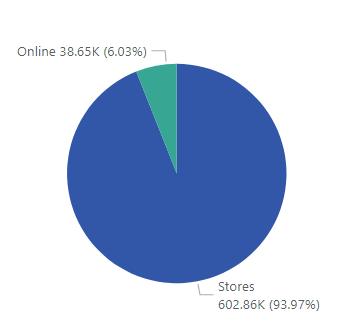 Online 38.65K (6.03%)
Stores
602.86K (93.97%)